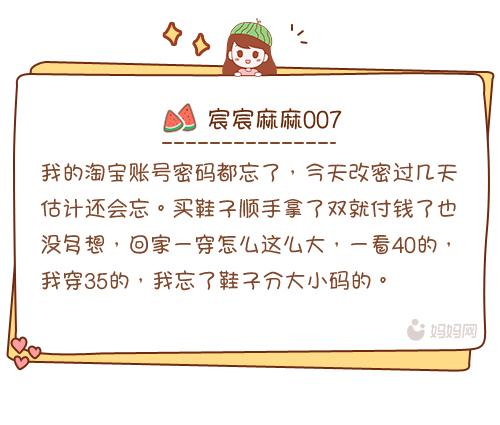 宸宸麻麻007
我的淘宝账号密码都忘了，今天改密过几天
估计还会忘。买鞋子顺手拿了双就付钱了也
没多想，回家一穿怎么这么大，一看40的，
我穿35的，我忘了鞋子分大小码的。
妈妈网